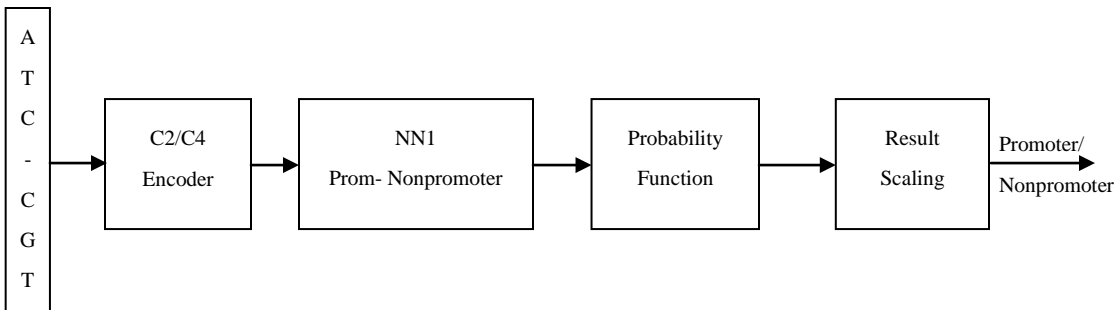 A
T
C
-
C
G
T
C2/C4
Encoder
NN1
Prom- Nonpromoter
Probability
Function
Result
Scaling
Promoter/
Nonpromoter